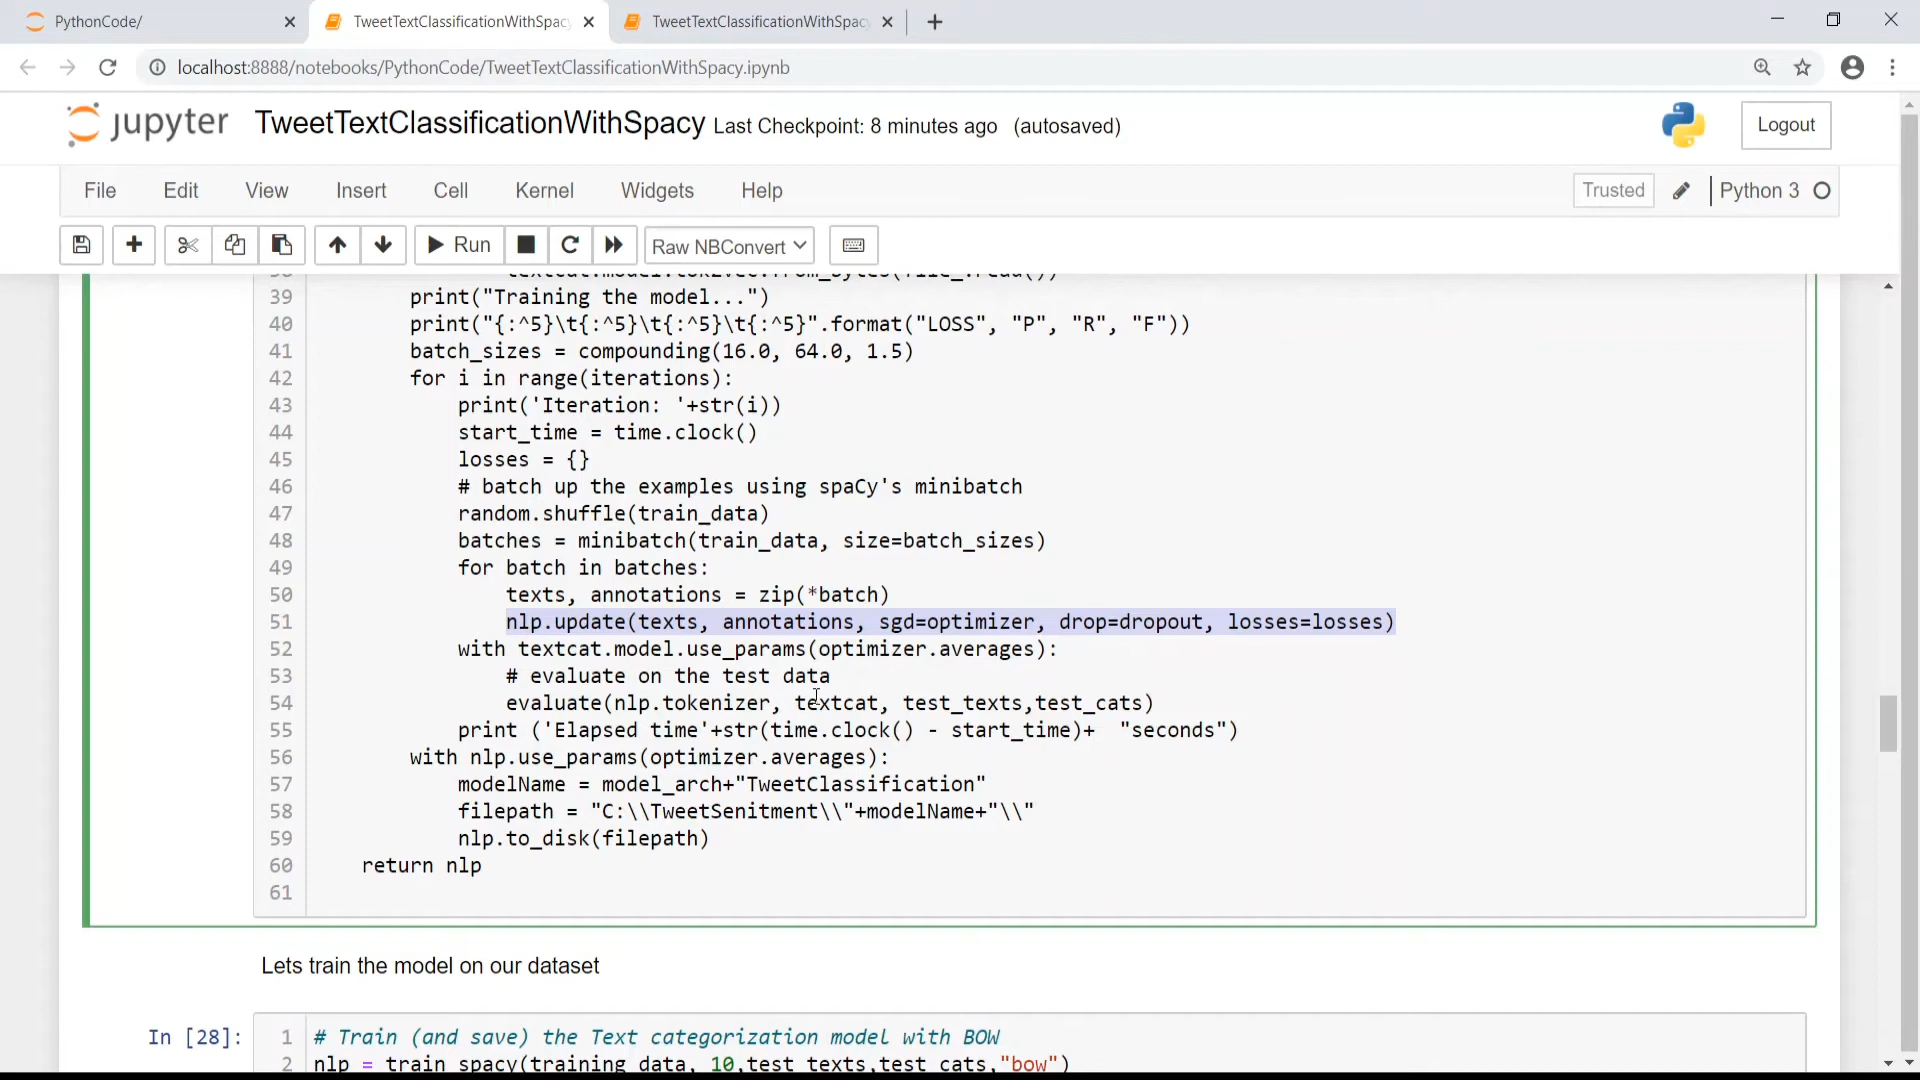 PythonCode/
TweetTextClassificationWithSpac
TweetTextClassificationWithSpac
localhost:8888/notebooks/PythonCode/TweetTextClassificationWithSpacy.ipynb
jupyter TweetTextClassificationWithSpacy Last Checkpoint: 8 minutes ago (autosaved)
Logout
File Edit View Insert Cell Kernel Widgets Help
Trusted Python 3
Run Raw NBConvert
38 textcat.model.tok2vec.from_bytes(file_.read())
39 print("Training the model...")
40 print("{:^5}\t{:^5}\t{:^5}\t{:^5}".format("LOSS", "P", "R", "F"))
41 batch_sizes = compounding(16.0, 64.0, 1.5)
42 for i in range(iterations):
43 print('Iteration: '+str(i))
44 start_time = time.clock()
45 losses = {}
46 # batch up the examples using spaCy's minibatch
47 random.shuffle(train_data)
48 batches = minibatch(train_data, size=batch_sizes)
49 for batch in batches:
50 texts, annotations = zip(*batch)
51 nlp.update(texts, annotations, sgd=optimizer, drop=dropout, losses=losses)
52 with textcat.model.use_params(optimizer.averages):
53 # evaluate on the test data
54 evaluate(nlp.tokenizer, textcat, test_texts,test_cats)
55 print ('Elapsed time'+str(time.clock() - start_time)+  "seconds")
56 with nlp.use_params(optimizer.averages):
57 modelName = model_arch+"TweetClassification"
58 filepath = "C:\\TweetSenitment\\"+modelName+"\\"
59 nlp.to_disk(filepath)
60 return nlp
61
Lets train the model on our dataset
In [28]: 1 # Train (and save) the Text categorization model with BOW
2 nlp = train_spacy(training_data, 10,test_texts,test_cats,"bow")